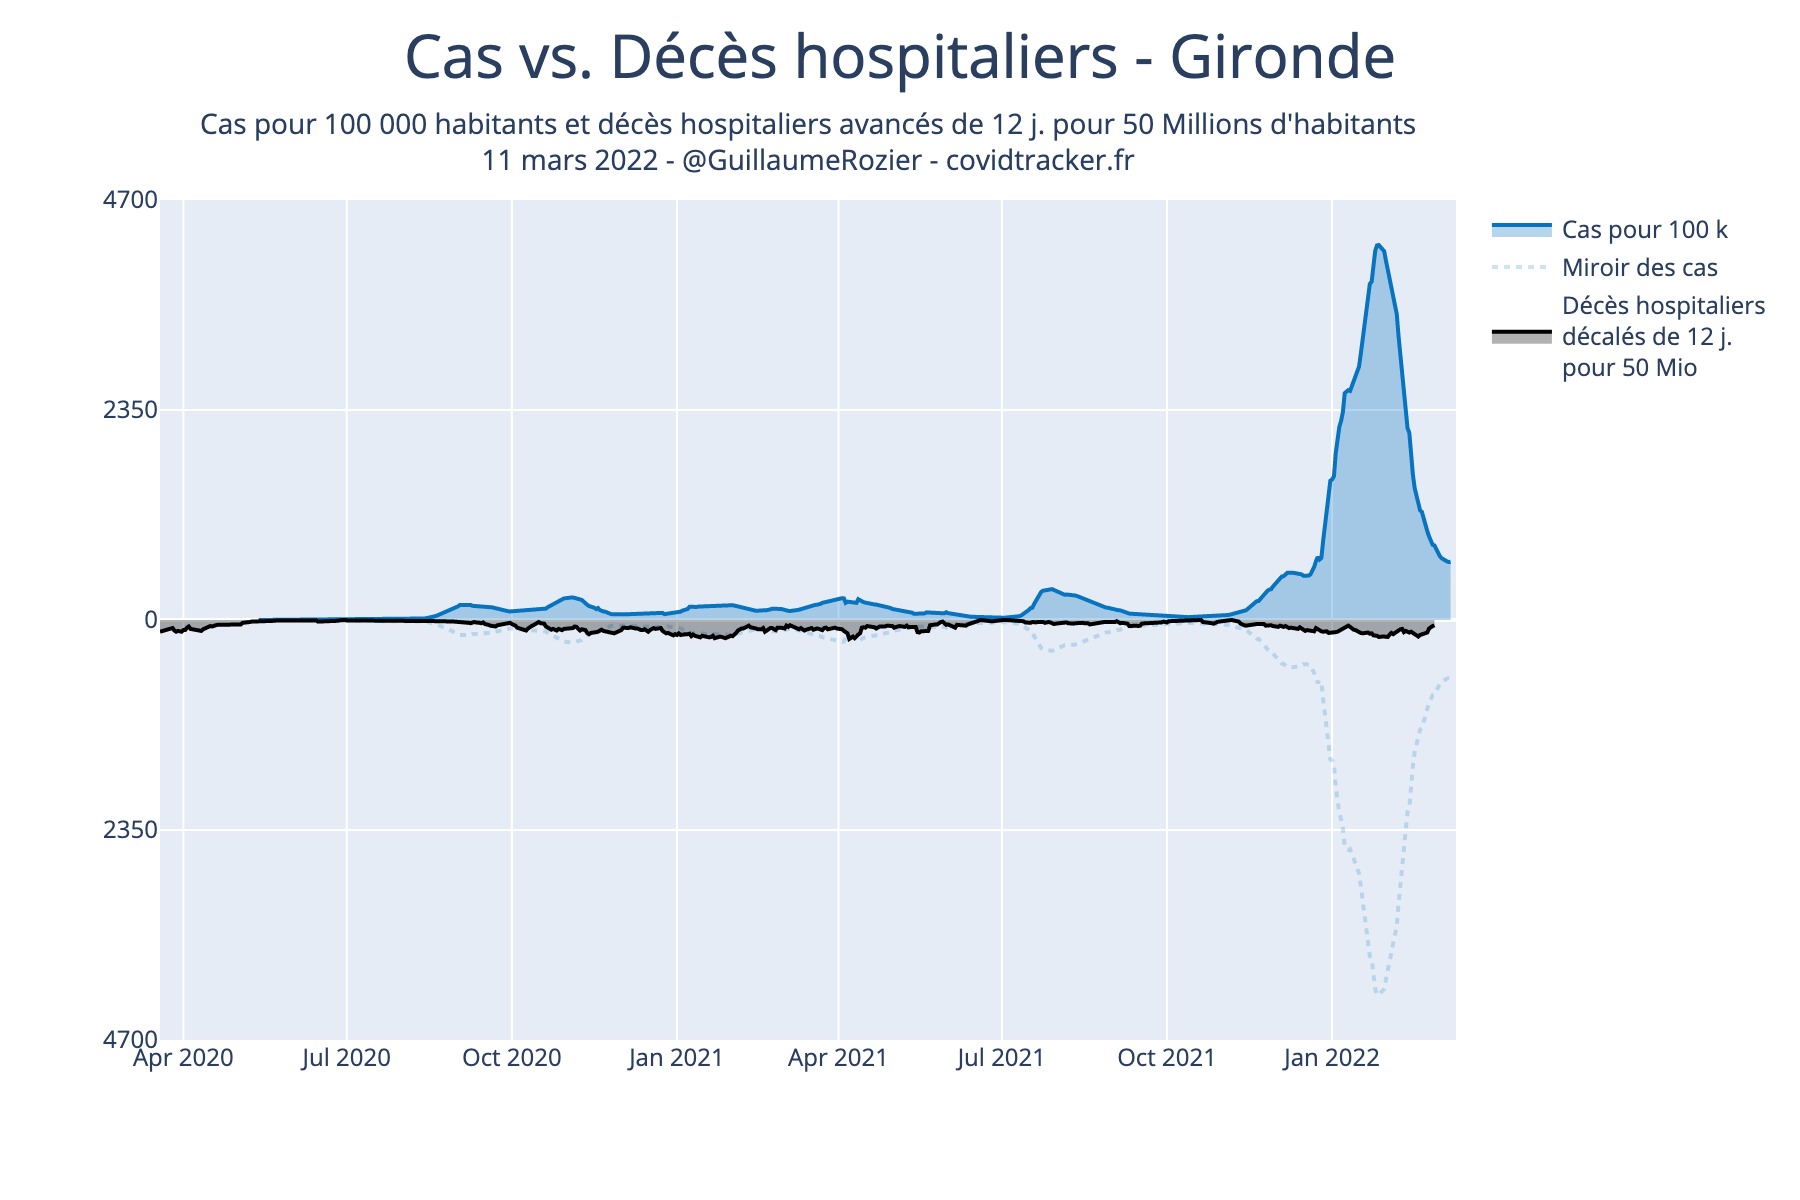 Cas vs. Décès hospitaliers - Gironde
Cas pour 100 000 habitants et décès hospitaliers avancés de 12 j. pour 50 Millions d'habitants
11 mars 2022 - @GuillaumeRozier - covidtracker.fr
4700
2350
0
2350
4700
Apr 2020
Jul 2020
Oct 2020
Jan 2021
Apr 2021
Jul 2021
Oct 2021
Jan 2022
Cas pour 100 k
Miroir des cas
Décès hospitaliers
décalés de 12 j.
pour 50 Mio